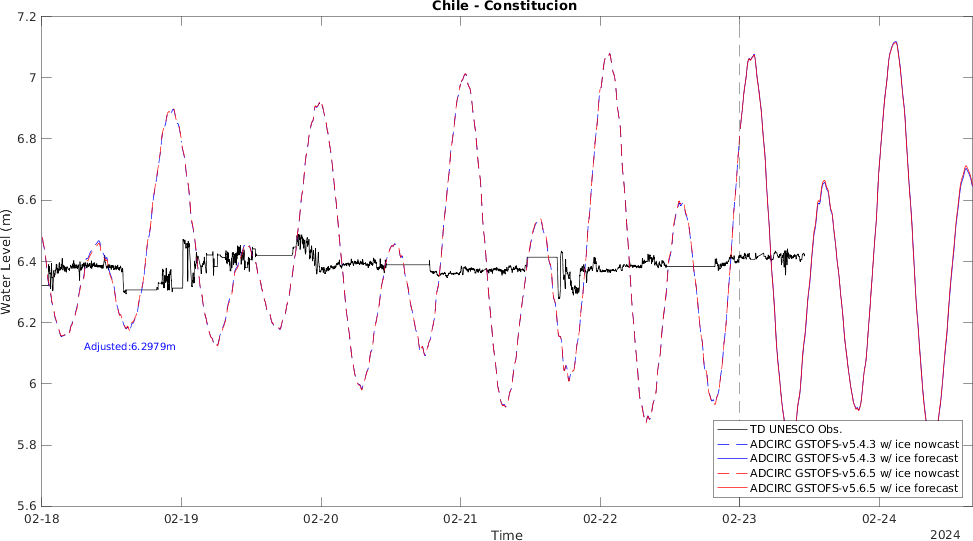 Chile - Constitucion
7.2
7
6.8
6.6
6.4
6.2
6
5.8
5.6
Water Level (m)
Adjusted:6.2979m
TD UNESCO Obs.
ADCIRC GSTOFS-v5.4.3 w/ ice nowcast
ADCIRC GSTOFS-v5.4.3 w/ ice forecast
ADCIRC GSTOFS-v5.6.5 w/ ice nowcast
ADCIRC GSTOFS-v5.6.5 w/ ice forecast
02-18 02-19 02-20 02-21 02-22 02-23 02-24
Time
2024